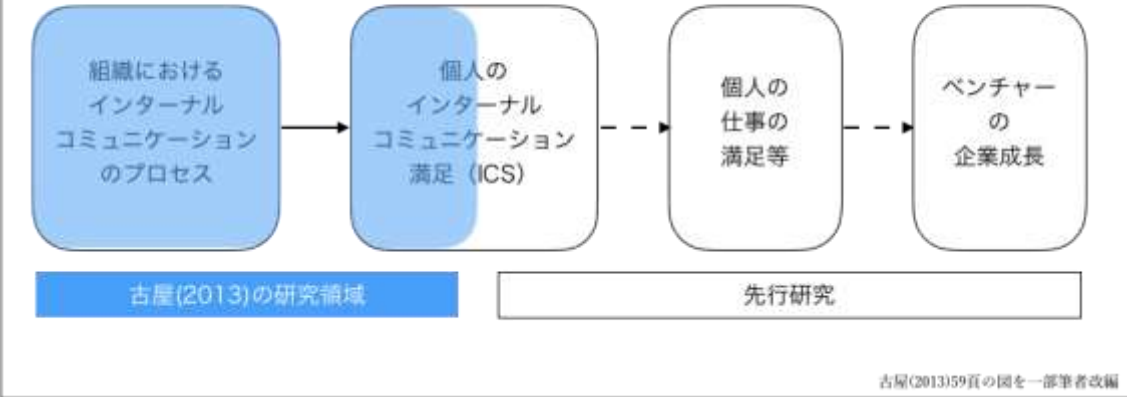 組織における
インターナル
コミュニケーション
のプロセス
個人の
インターナル
コミュニケーション
満足（ICS）
個人の
仕事の
満足等
ベンチャー
の
企業成長
古屋(2013)の研究領域
先行研究
古屋(2013)59頁の図を一部筆者改編